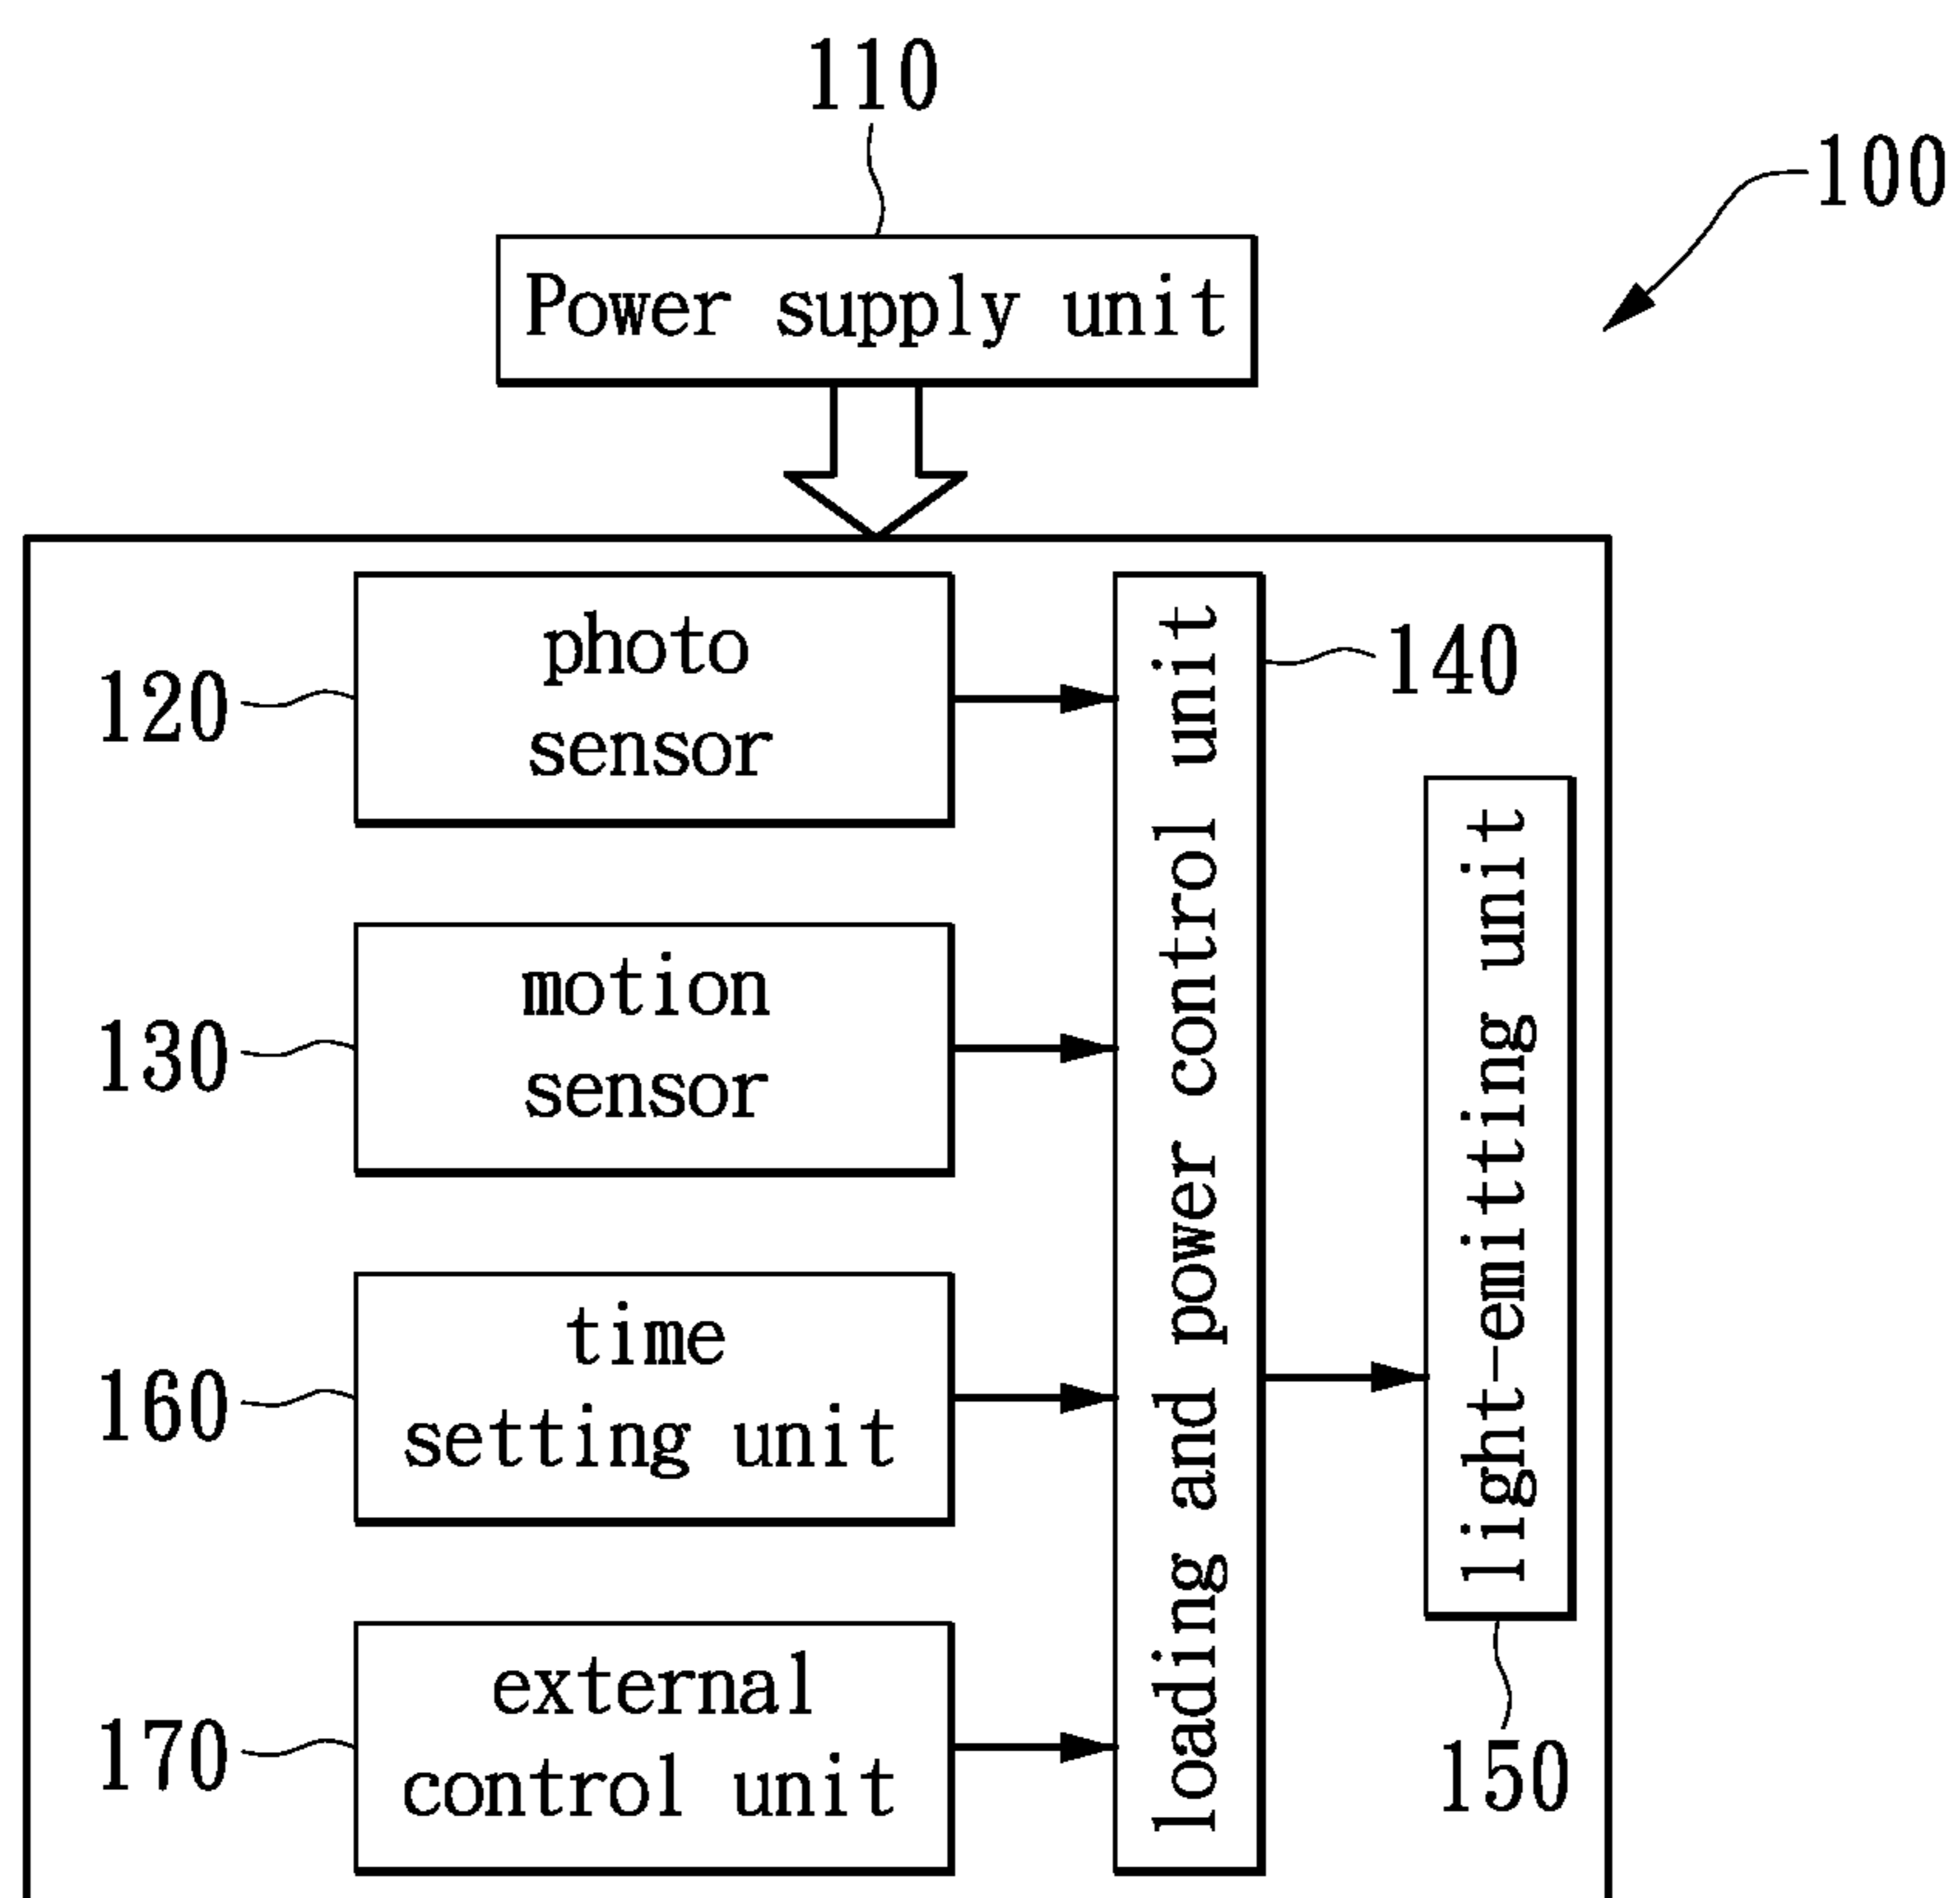 110
100
Power supply unit
photo
sensor
120
140
loading and power control unit
light-emitting unit
motion
sensor
130
time
setting unit
160
external
control unit
170
150